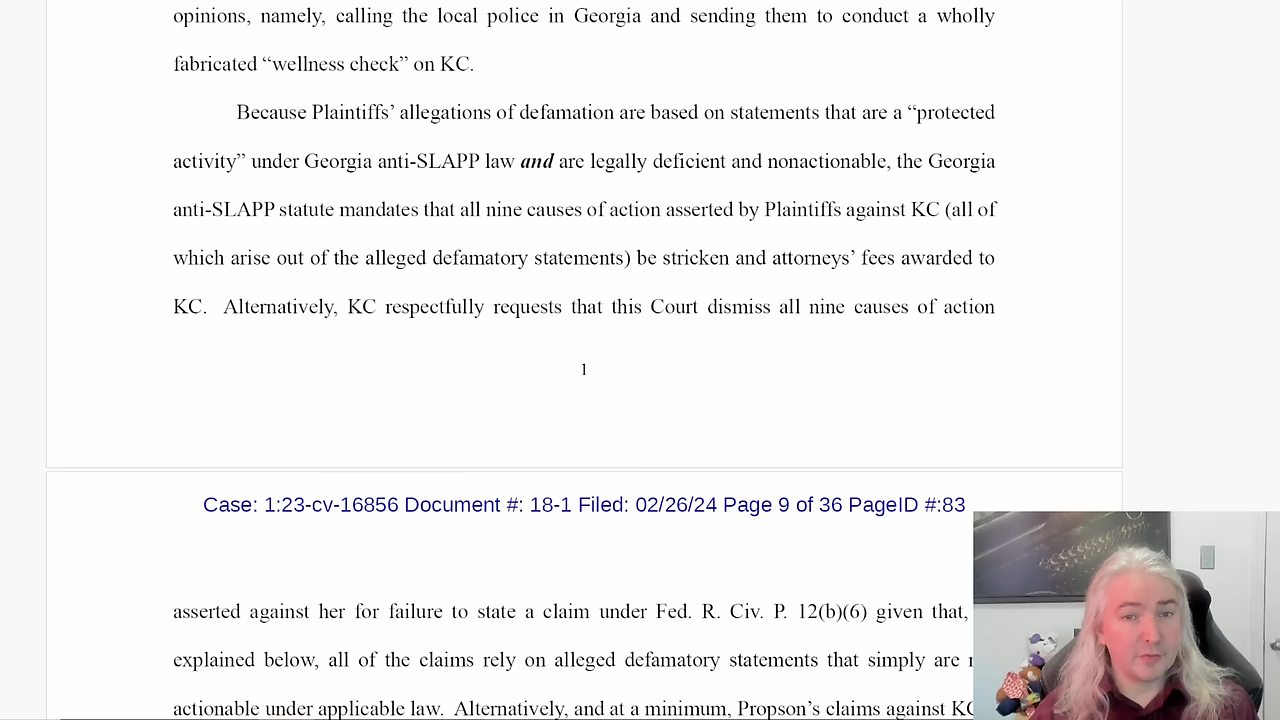 opinions, namely, calling the local police in Georgia and sending them to conduct a wholly
fabricated “wellness check” on KC.
Because Plaintiffs’ allegations of defamation are based on statements that are a “protected
activity” under Georgia anti-SLAPP law and are legally deficient and nonactionable, the Georgia
anti-SLAPP statute mandates that all nine causes of action asserted by Plaintiffs against KC (all of
which arise out of the alleged defamatory statements) be stricken and attorneys’ fees awarded to
KC. Alternatively, KC respectfully requests that this Court dismiss all nine causes of action
1
Case: 1:23-cv-16856 Document #: 18-1 Filed: 02/26/24 Page 9 of 36 PageID #:83
asserted against her for failure to state a claim under Fed. R. Civ. P. 12(b)(6) given that,
explained below, all of the claims rely on alleged defamatory statements that simply are
actionable under applicable law. Alternatively, and at a minimum, Propson’s claims against KC